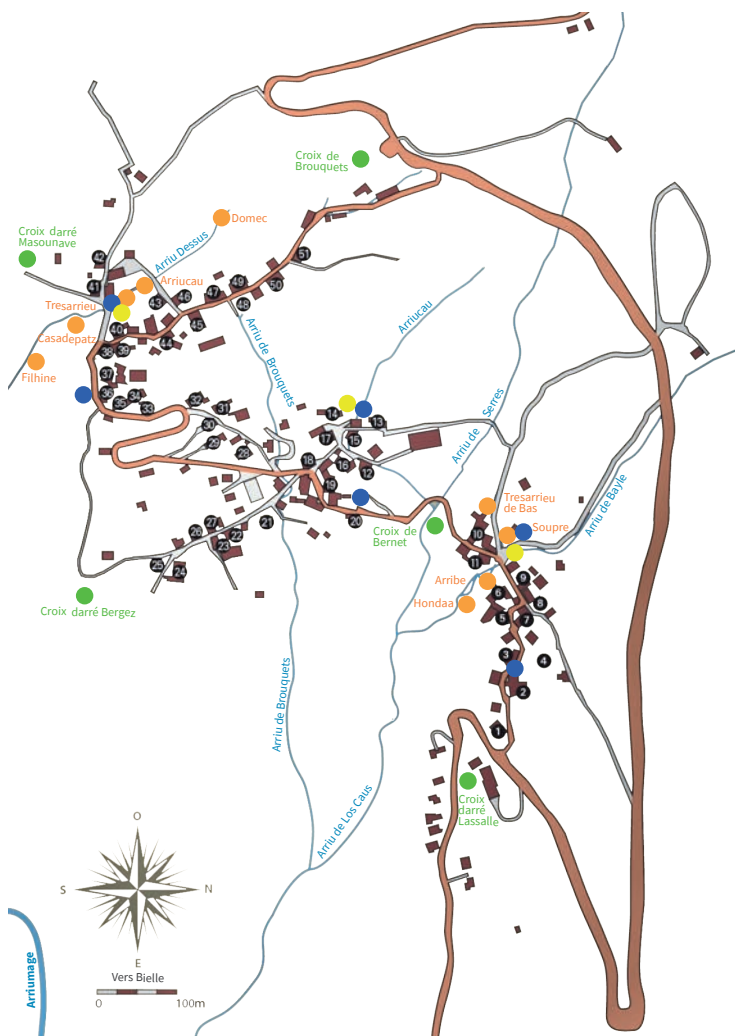 Croix de
Brouquets
Domec
Croix darré
Masounave
Arriu Dessus
42
51
41
Arriucau
49
50
47
46
43
48
Tresarrieu
45
40
Casadepatz
44
38
39
Filhine
37
Arriu de Brouquets
Arriucau
36
34
35
33
32
31
30
29
28
14
13
17
15
18
16
12
19
20
Arriu de
Serres
Tresarrieu
de Bas
Soupre
Arriu de Bayle
21
27
26
22
23
25
24
Croix de
Bernet
10
11
Arribe
Hondaa
9
6
8
5
7
Croix darré Bergez
3
4
2
1
Arriu de Brouquets
Arriu de Los Caus
Croix
darré
Lassalle
O
S
N
E
Vers Bielle
0
100m
Arriumage